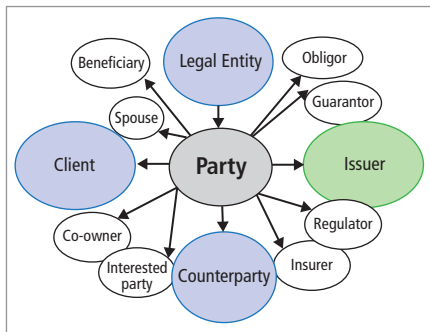 Legal Entity
Beneficiary
Obligor
Guarantor
Spouse
Client
Party
Issuer
Co-owner
Regulator
Interested
party
Counterparty
Insurer